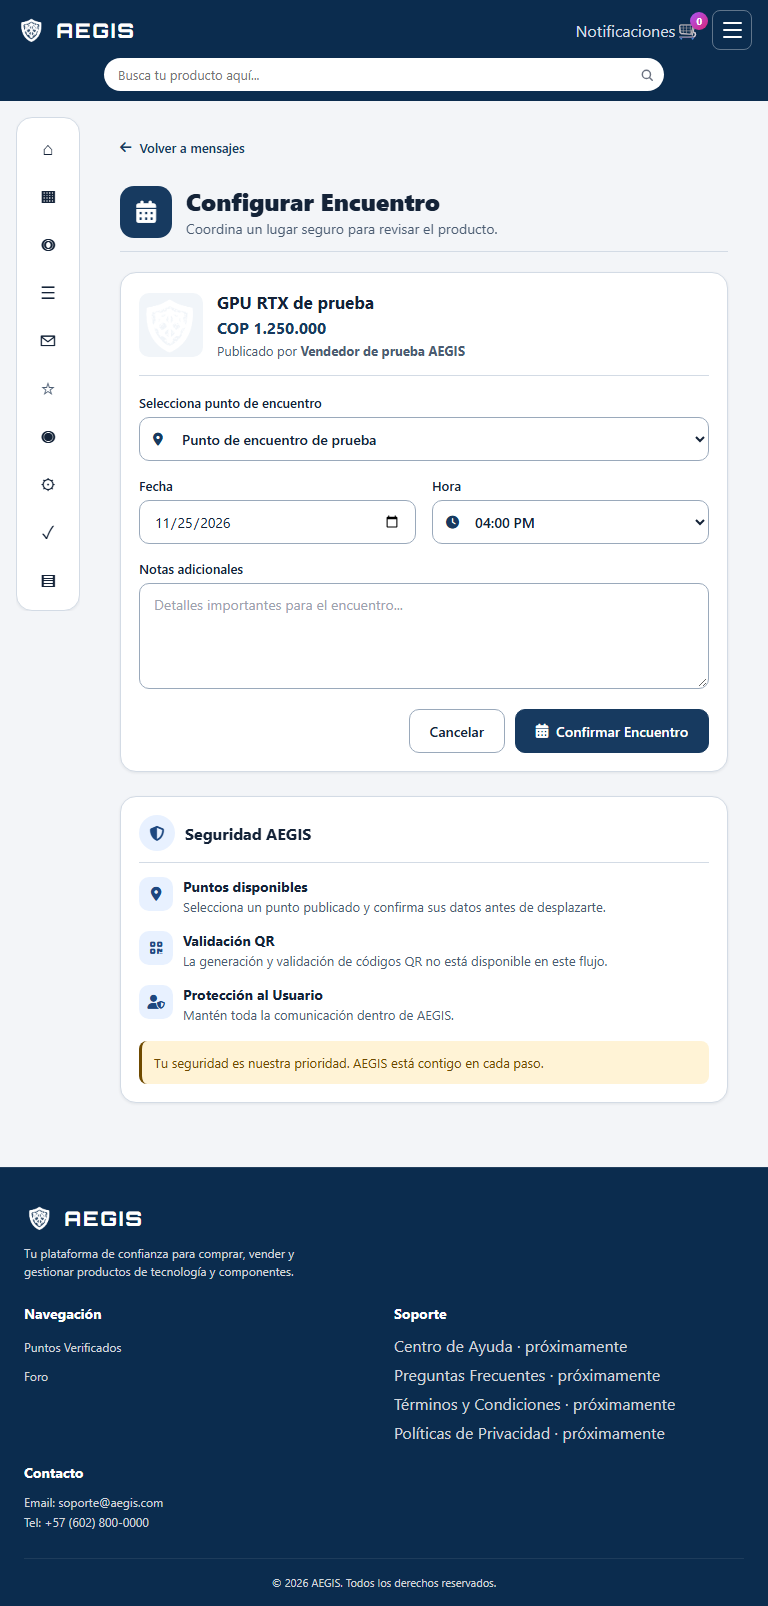 AEGIS
Notificaciones
0
Busca tu producto aquí...
Volver a mensajes
Configurar Encuentro
Coordina un lugar seguro para revisar el producto.
GPU RTX de prueba
COP 1.250.000
Publicado por Vendedor de prueba AEGIS
Selecciona punto de encuentro
Punto de encuentro de prueba
Fecha
Hora
11/25/2026
04:00 PM
Notas adicionales
Detalles importantes para el encuentro...
Cancelar
Confirmar Encuentro
Seguridad AEGIS
Puntos disponibles
Selecciona un punto publicado y confirma sus datos antes de desplazarte.
Validación QR
La generación y validación de códigos QR no está disponible en este flujo.
Protección al Usuario
Mantén toda la comunicación dentro de AEGIS.
Tu seguridad es nuestra prioridad. AEGIS está contigo en cada paso.
AEGIS
Tu plataforma de confianza para comprar, vender y
gestionar productos de tecnología y componentes.
Navegación
Puntos Verificados
Foro
Soporte
Centro de Ayuda · próximamente
Preguntas Frecuentes · próximamente
Términos y Condiciones · próximamente
Políticas de Privacidad · próximamente
Contacto
Email: soporte@aegis.com
Tel: +57 (602) 800-0000
© 2026 AEGIS. Todos los derechos reservados.